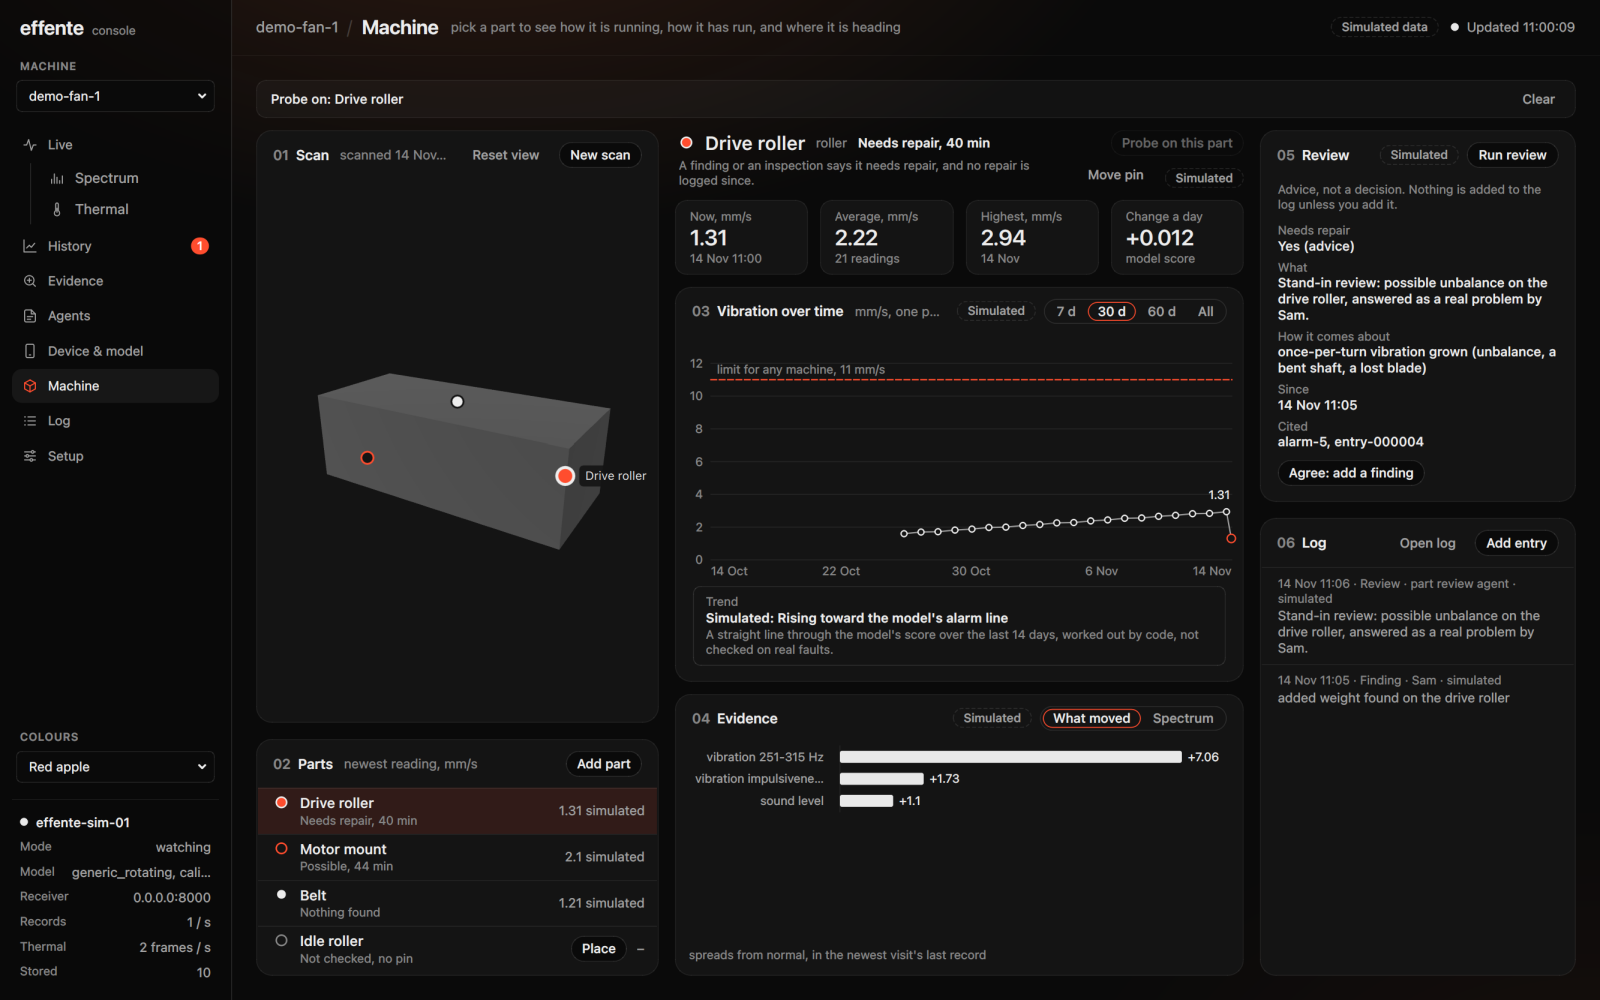 effente console
MACHINE
demo-fan-1
Live
Spectrum
Thermal
History
1
Evidence
Agents
Device & model
Machine
Log
Setup
COLOURS
Red apple
effente-sim-01
Mode watching
Model generic_rotating, cali...
Receiver 0.0.0.0:8000
Records 1 / s
Thermal 2 frames / s
Stored 10
demo-fan-1 / Machine pick a part to see how it is running, how it has run, and where it is heading
Simulated data
Updated 11:00:09
Probe on: Drive roller
Clear
01 Scan scanned 14 Nov...
Reset view
New scan
Drive roller
02 Parts newest reading, mm/s
Add part
Drive roller
Needs repair, 40 min
1.31 simulated
Motor mount
Possible, 44 min
2.1 simulated
Belt
Nothing found
1.21 simulated
Idle roller
Not checked, no pin
Place –
Drive roller roller Needs repair, 40 min
Probe on this part
A finding or an inspection says it needs repair, and no repair is
logged since.
Move pin
Simulated
Now, mm/s
1.31
14 Nov 11:00
Average, mm/s
2.22
21 readings
Highest, mm/s
2.94
14 Nov
Change a day
+0.012
model score
03 Vibration over time mm/s, one p...
Simulated
7 d 30 d 60 d All
12
limit for any machine, 11 mm/s
10
8
6
4
1.31
2
0
14 Oct 22 Oct 30 Oct 6 Nov 14 Nov
Trend
Simulated: Rising toward the model's alarm line
A straight line through the model's score over the last 14 days, worked out by code, not
checked on real faults.
04 Evidence
Simulated
What moved Spectrum
vibration 251-315 Hz +7.06
vibration impulsivene... +1.73
sound level +1.1
spreads from normal, in the newest visit's last record
05 Review
Simulated
Run review
Advice, not a decision. Nothing is added to the
log unless you add it.
Needs repair
Yes (advice)
What
Stand-in review: possible unbalance on the
drive roller, answered as a real problem by
Sam.
How it comes about
once-per-turn vibration grown (unbalance, a
bent shaft, a lost blade)
Since
14 Nov 11:05
Cited
alarm-5, entry-000004
Agree: add a finding
06 Log
Open log
Add entry
14 Nov 11:06 · Review · part review agent ·
simulated
Stand-in review: possible unbalance on the
drive roller, answered as a real problem by
Sam.
14 Nov 11:05 · Finding · Sam · simulated
added weight found on the drive roller